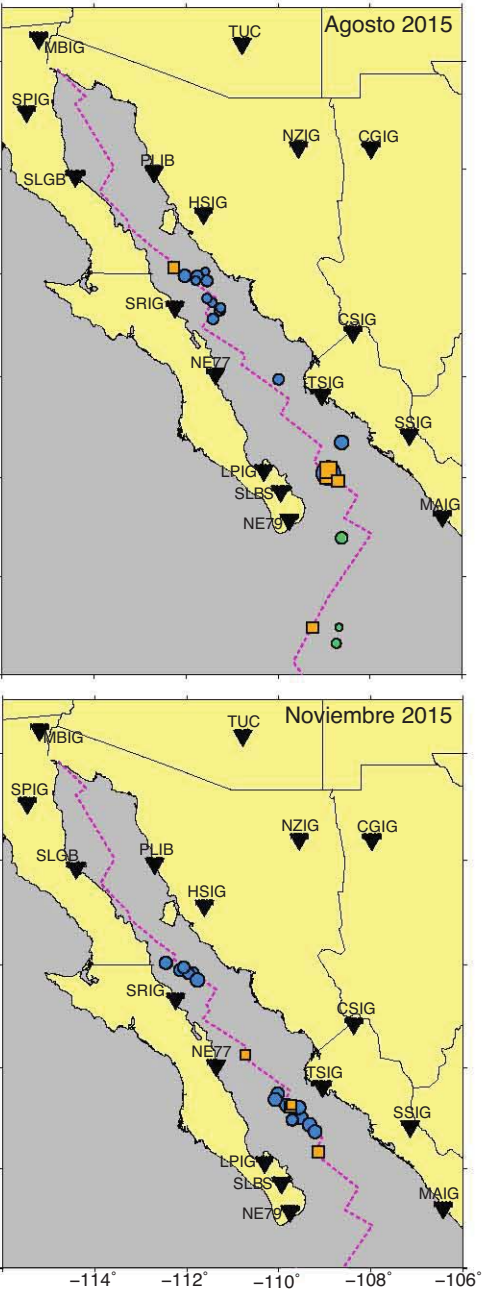 Agosto 2015
TUC
MBIG
SPIG
NZIG
CGIG
SLGB
PLIB
HSIG
SRIG
CSIG
NE77
TSIG
SSIG
LPIG
SLBS
MAIG
NE79
Noviembre 2015
TUC
MBIG
SPIG
NZIG
CGIG
SLGB
PLIB
HSIG
SRIG
CSIG
NE77
TSIG
SSIG
LPIG
SLBS
MAIG
NE79
−114° −112° −110° −108° −106°